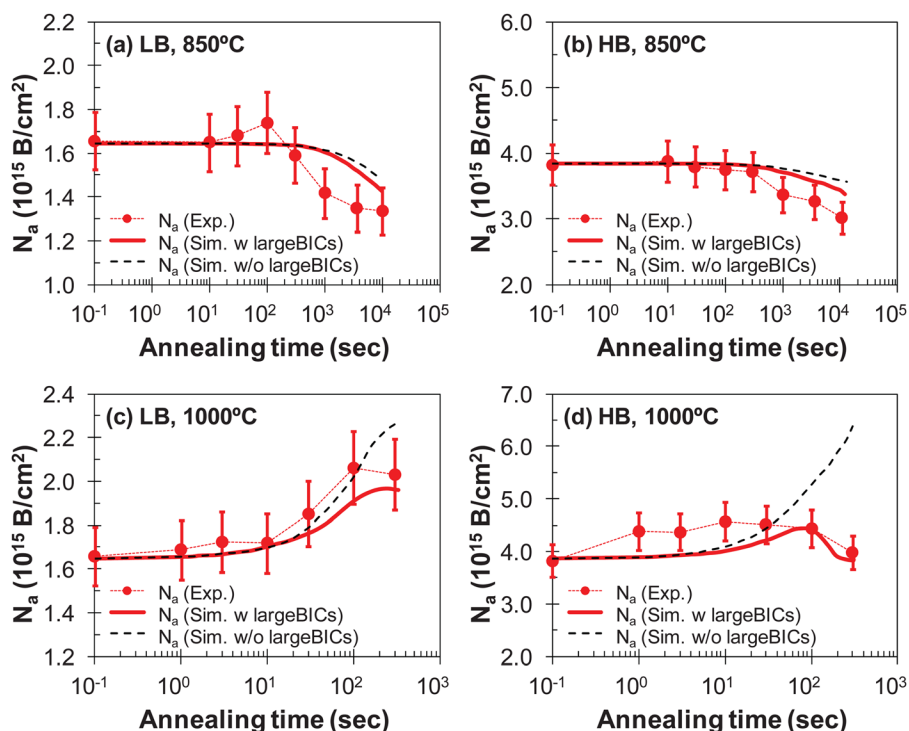 (a) LB, 850ºC
Nₐ (10¹⁵ B/cm²)
2.2
2.0
1.8
1.6
1.4
1.2
1.0
Nₐ (Exp.)
Nₐ (Sim. w largeBICs)
Nₐ (Sim. w/o largeBICs)
10⁻¹ 10⁰ 10¹ 10² 10³ 10⁴ 10⁵
Annealing time (sec)
(b) HB, 850ºC
Nₐ (10¹⁵ B/cm²)
6.0
5.0
4.0
3.0
2.0
Nₐ (Exp.)
Nₐ (Sim. w largeBICs)
Nₐ (Sim. w/o largeBICs)
10⁻¹ 10⁰ 10¹ 10² 10³ 10⁴ 10⁵
Annealing time (sec)
(c) LB, 1000ºC
Nₐ (10¹⁵ B/cm²)
2.4
2.2
2.0
1.8
1.6
1.4
1.2
Nₐ (Exp.)
Nₐ (Sim. w largeBICs)
Nₐ (Sim. w/o largeBICs)
10⁻¹ 10⁰ 10¹ 10² 10³
Annealing time (sec)
(d) HB, 1000ºC
Nₐ (10¹⁵ B/cm²)
7.0
6.0
5.0
4.0
3.0
2.0
Nₐ (Exp.)
Nₐ (Sim. w largeBICs)
Nₐ (Sim. w/o largeBICs)
10⁻¹ 10⁰ 10¹ 10² 10³
Annealing time (sec)